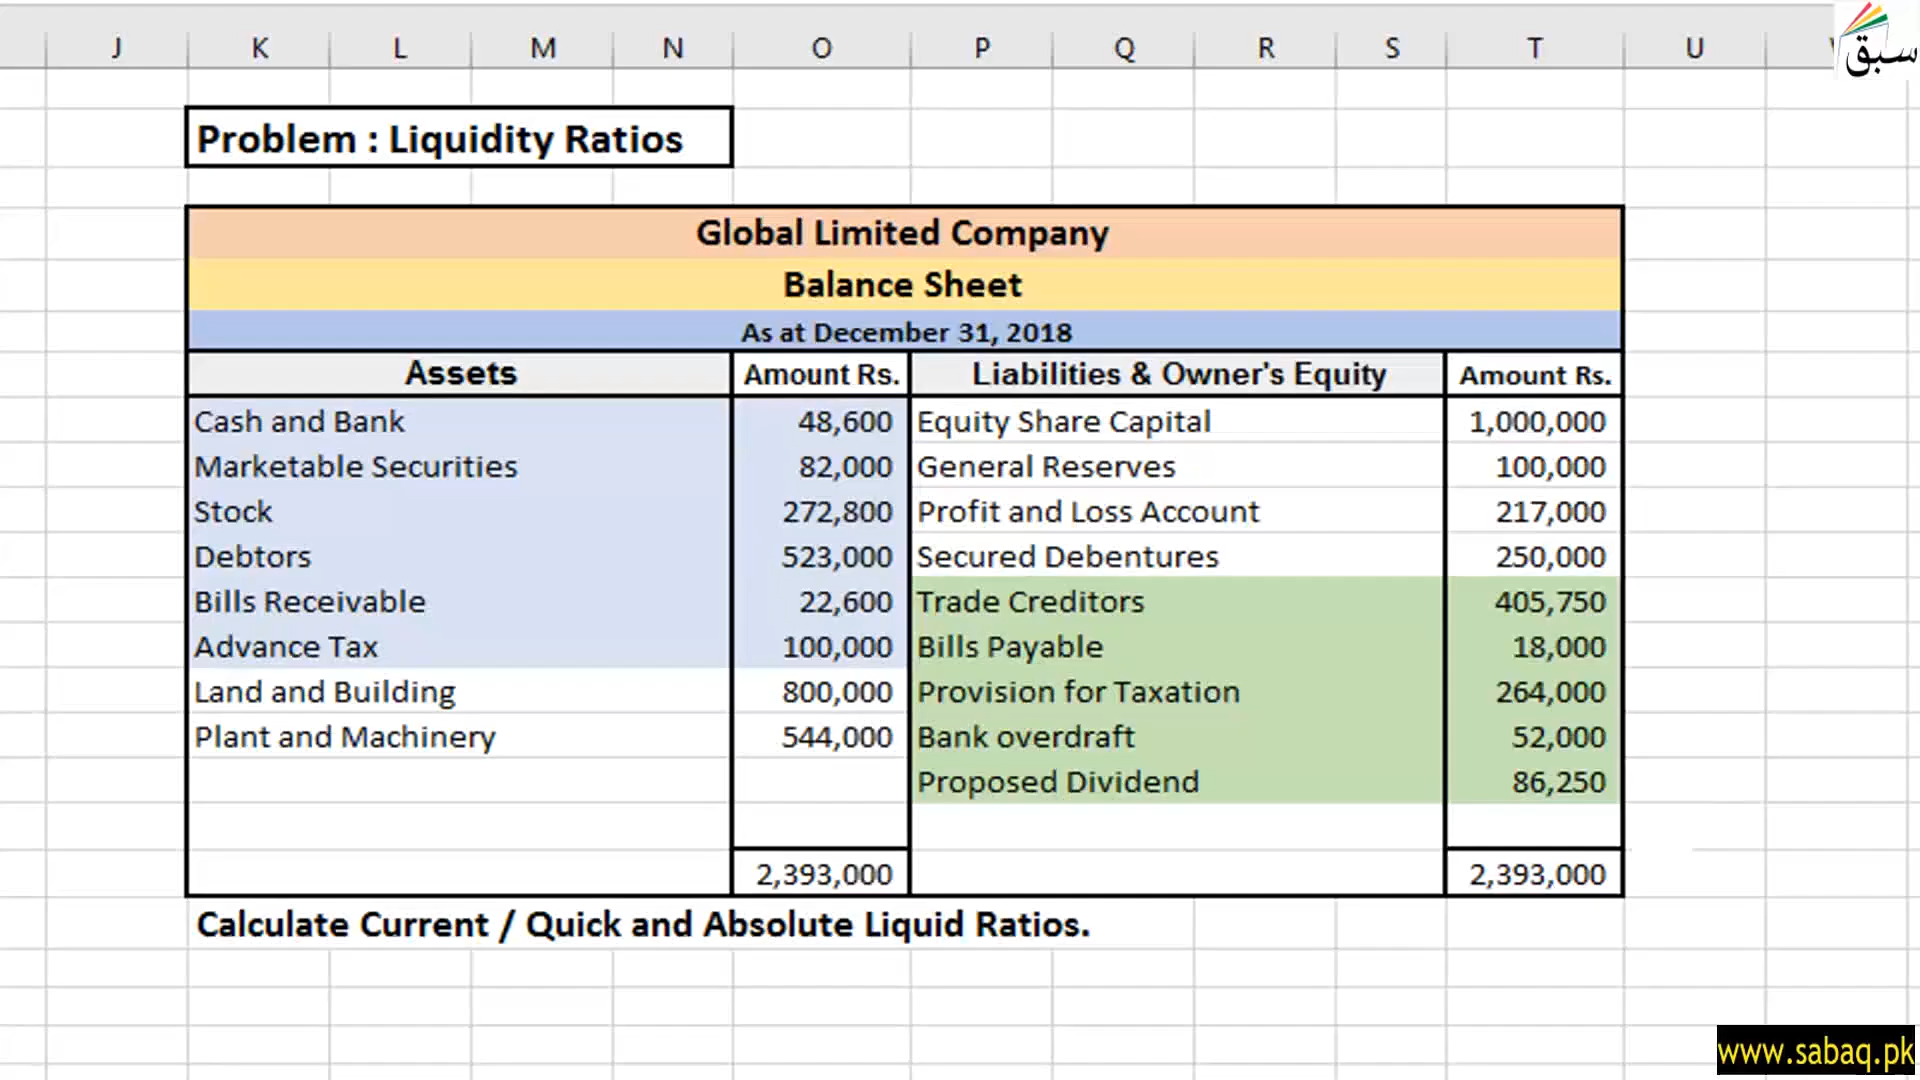 J K L M N O P Q R S T U
سبق
Problem : Liquidity Ratios
Global Limited Company
Balance Sheet
As at December 31, 2018
Assets Amount Rs. Liabilities & Owner's Equity Amount Rs.
Cash and Bank 48,600 Equity Share Capital 1,000,000
Marketable Securities 82,000 General Reserves 100,000
Stock 272,800 Profit and Loss Account 217,000
Debtors 523,000 Secured Debentures 250,000
Bills Receivable 22,600 Trade Creditors 405,750
Advance Tax 100,000 Bills Payable 18,000
Land and Building 800,000 Provision for Taxation 264,000
Plant and Machinery 544,000 Bank overdraft 52,000
Proposed Dividend 86,250
2,393,000 2,393,000
Calculate Current / Quick and Absolute Liquid Ratios.
www.sabaq.pk